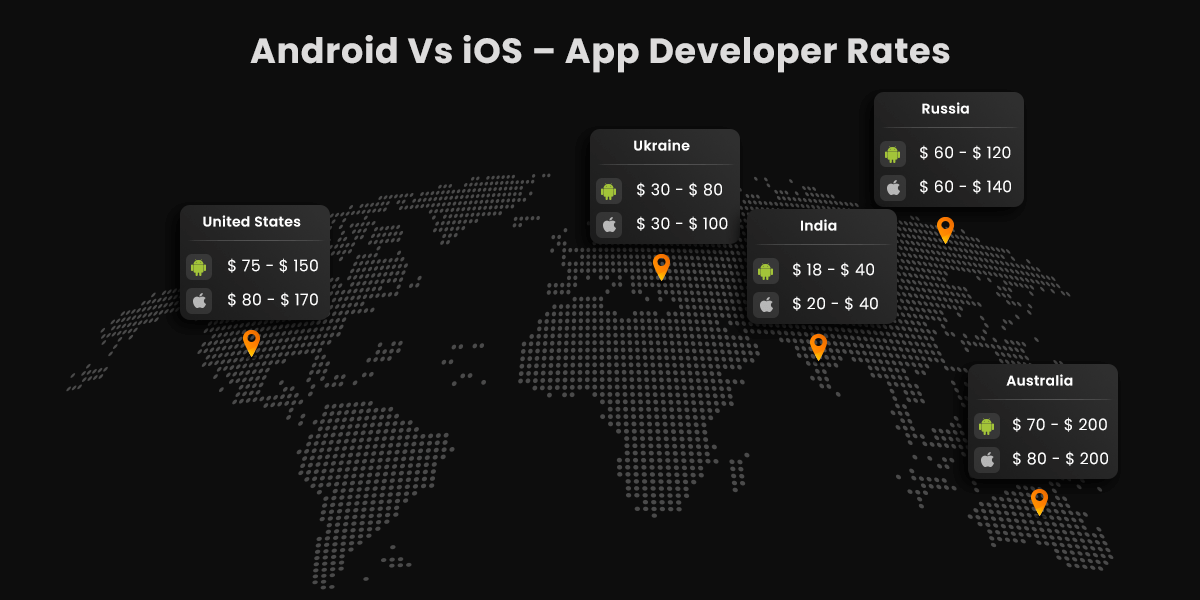 Android Vs iOS – App Developer Rates
Russia
$ 60 - $ 120
$ 60 - $ 140
Ukraine
$ 30 - $ 80
$ 30 - $ 100
United States
$ 75 - $ 150
$ 80 - $ 170
India
$ 18 - $ 40
$ 20 - $ 40
Australia
$ 70 - $ 200
$ 80 - $ 200